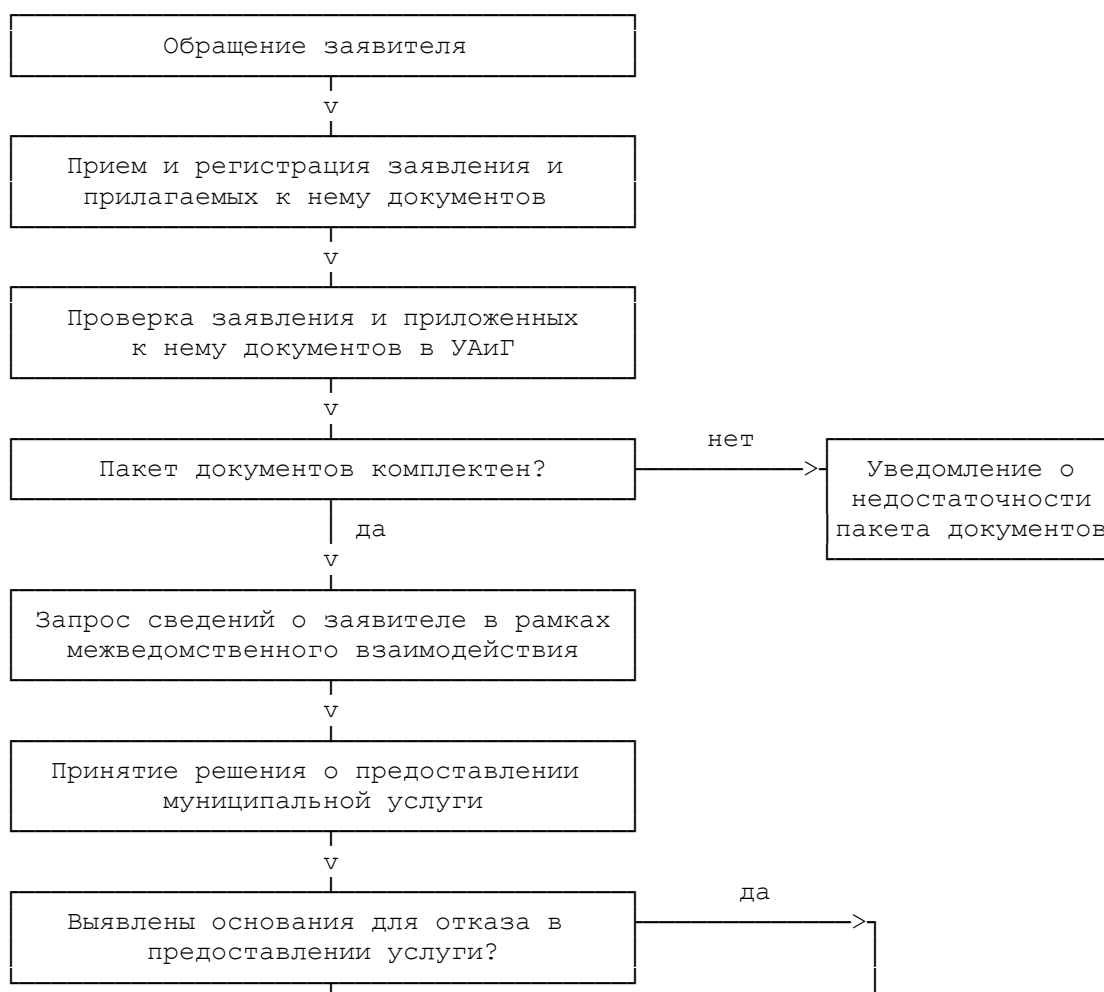 Обращение заявителя
v
Прием и регистрация заявления и
прилагаемых к нему документов
v
Проверка заявления и приложенных
к нему документов в УАиГ
v
нет
Пакет документов комплектен?
>
Уведомление о
недостаточности
пакета документов
да
v
Запрос сведений о заявителе в рамках
межведомственного взаимодействия
v
Принятие решения о предоставлении
муниципальной услуги
v
да
Выявлены основания для отказа в
предоставлении услуги?
>